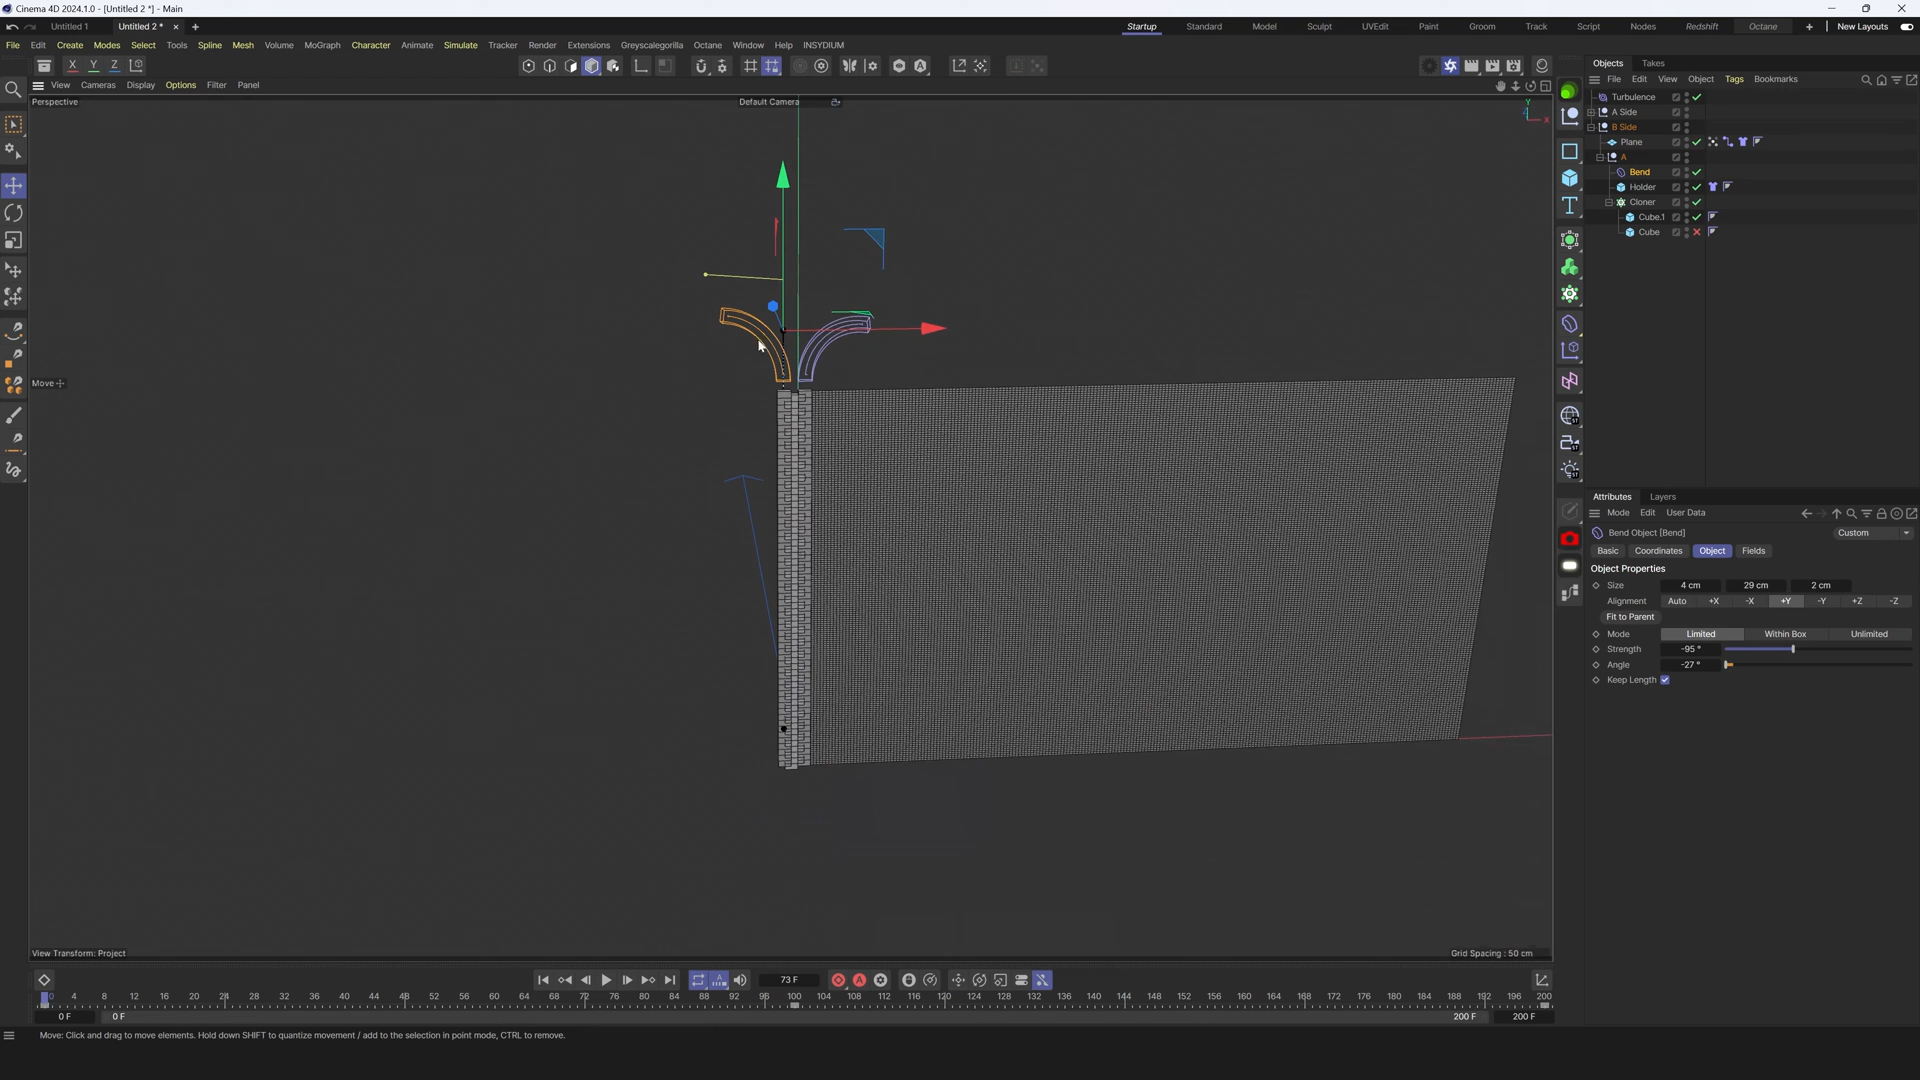 Cinema 4D 2024.1.0 - [Untitled 2 *] - Main
Untitled 1
Untitled 2 *
Startup Standard Model Sculpt UVEdit Paint Groom Track Script Nodes Redshift Octane New Layouts
File Edit Create Modes Select Tools Spline Mesh Volume MoGraph Character Animate Simulate Tracker Render Extensions Greyscalegorilla Octane Window Help INSYDIUM
X Y Z
Objects Takes
View Cameras Display Options Filter Panel
File Edit View Object Tags Bookmarks
Perspective
Default Camera
Y
Z
X
Turbulence
A Side
B Side
Plane
A
Bend
Holder
Cloner
Cube.1
Cube
Move
Attributes Layers
Mode Edit User Data
Bend Object [Bend]
Custom
Basic Coordinates Object Fields
Object Properties
Size 4 cm 29 cm 2 cm
Alignment Auto +X -X +Y -Y +Z -Z
Fit to Parent
Mode Limited Within Box Unlimited
Strength -95 °
Angle -27 °
Keep Length
View Transform: Project
Grid Spacing : 50 cm
73 F
0 4 8 12 16 20 24 28 32 36 40 44 48 52 56 60 64 68 72 76 80 84 88 92 96 100 104 108 112 116 120 124 128 132 136 140 144 148 152 156 160 164 168 172 176 180 184 188 192 196 200
0 F
0 F
200 F
200 F
Move: Click and drag to move elements. Hold down SHIFT to quantize movement / add to the selection in point mode, CTRL to remove.